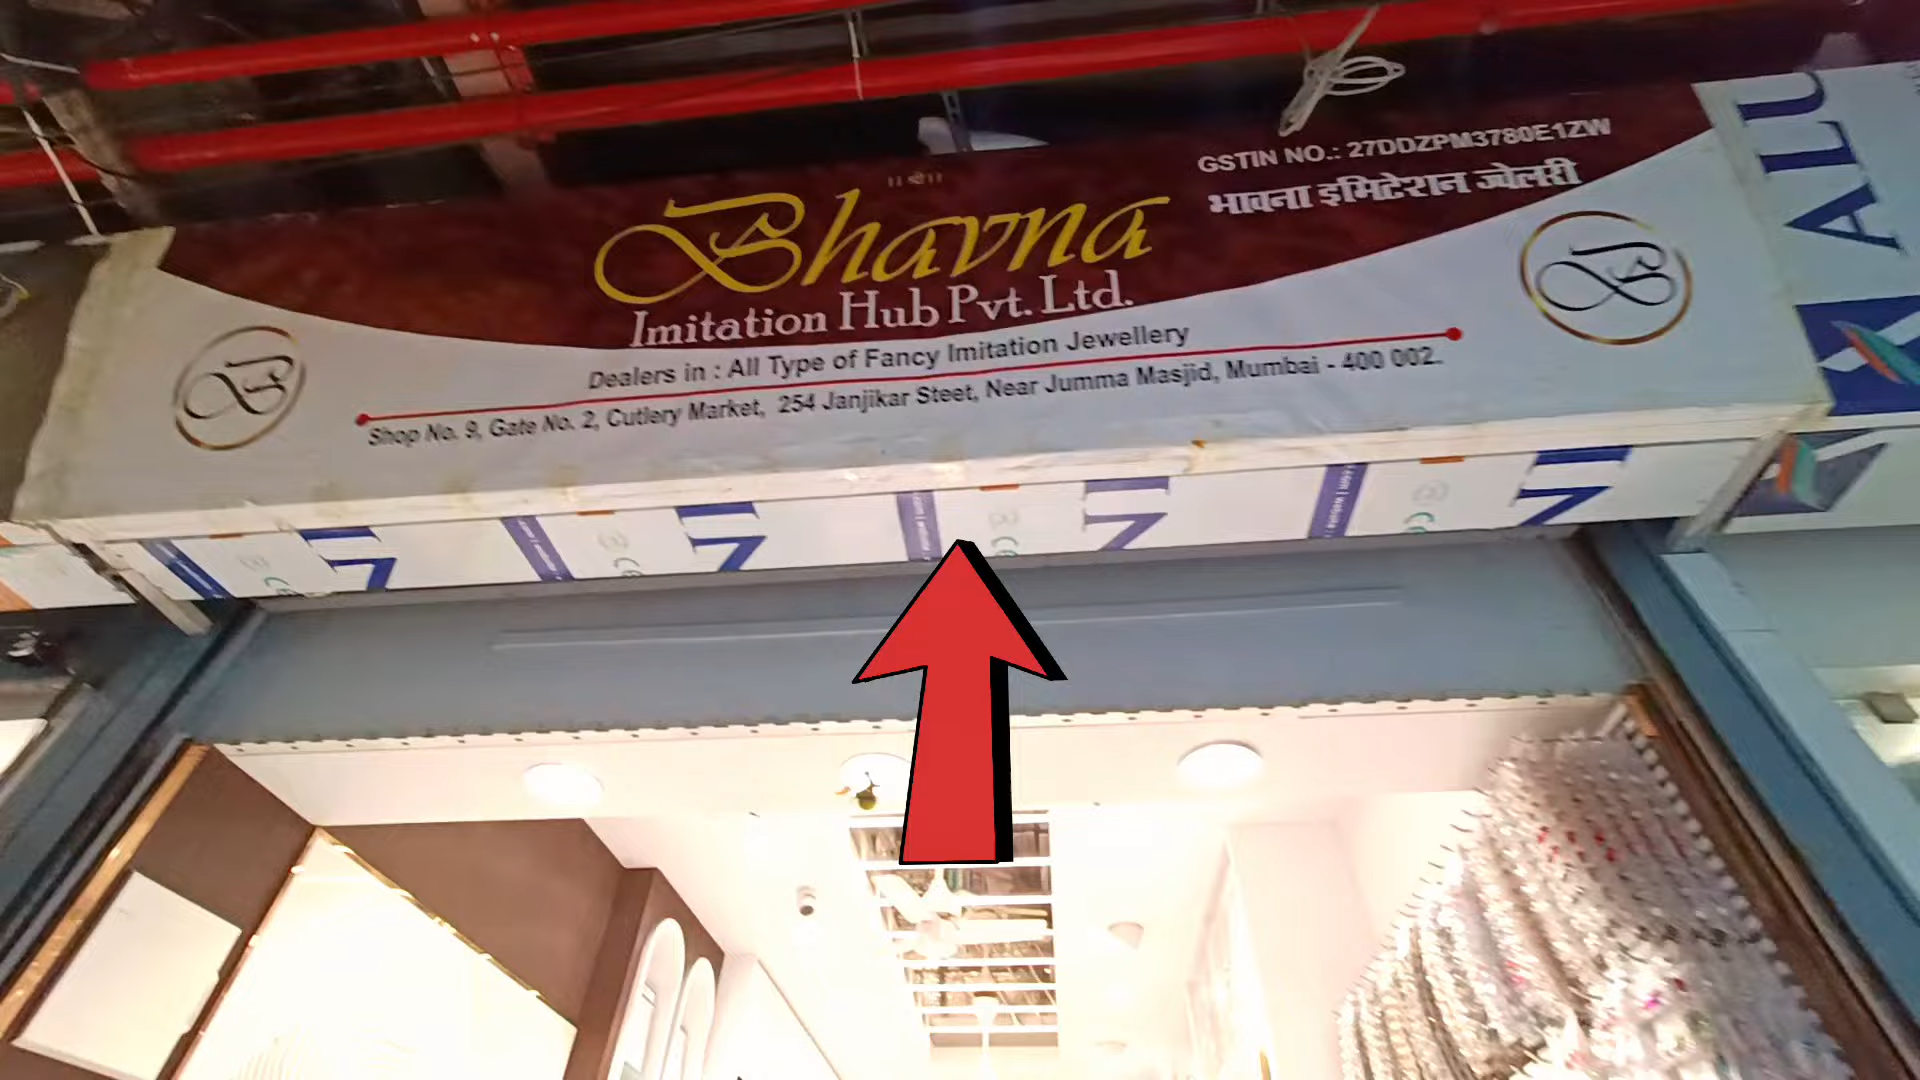 ।। श्री ।।
Bhavna
Imitation Hub Pvt. Ltd.
GSTIN NO.: 27DDZPM3780E1ZW
भावना इमिटेशन ज्वेलरी
Dealers in : All Type of Fancy Imitation Jewellery
Shop No. 9, Gate No. 2, Cutlery Market, 254 Janjikar Steet, Near Jumma Masjid, Mumbai - 400 002.
B
B
ALU